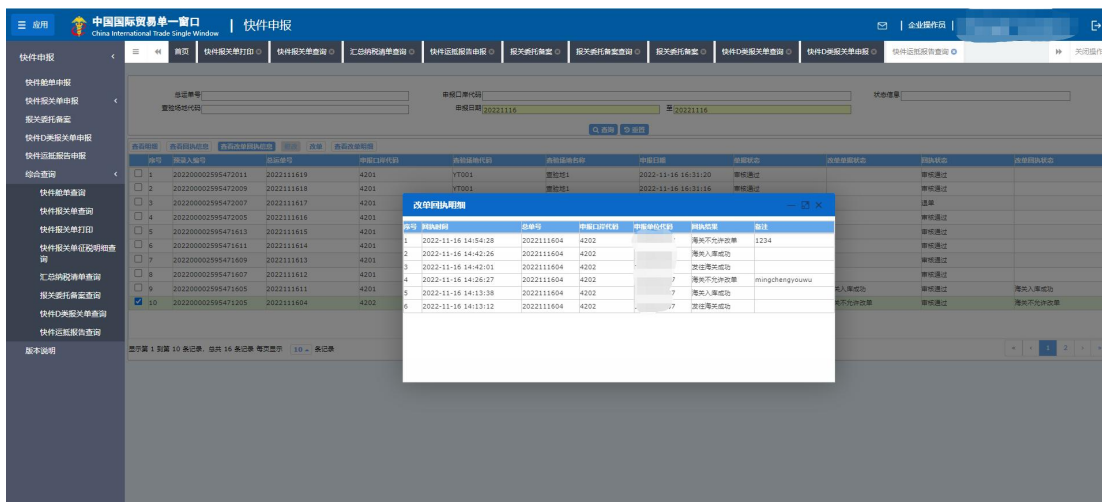 ☰ 应用 中国国际贸易单一窗口 China International Trade Single Window | 快件申报 | 企业操作员 |
快件申报 首页 快件报关单打印 快件报关单查询 汇总纳税清单查询 快件运抵报告申报 报关委托备案 报关委托备案查询 报关委托备案 快件D类报关单查询 快件D类报关单申报 快件运抵报告查询 关闭操作
快件舱单申报
快件报关单申报
报关委托备案
快件D类报关单申报
快件运抵报告申报
综合查询
快件舱单查询
快件报关单查询
快件报关单打印
快件报关单征税明细查询
汇总纳税清单查询
报关委托备案查询
快件D类报关单查询
快件运抵报告查询
版本说明
总运单号 申报口岸代码 状态信息
查验场地代码 申报日期 20221116 至 20221116
查询 重置
查看明细 查看回执信息 查看改单回执信息 改单 查看改单明细
序号 预录入编号 总运单号 申报口岸代码 查验场地代码 查验场地名称 申报日期 单据状态 改单单据状态 回执状态 改单回执状态
1 202200002595472011 2022111619 4201 YT001 查验地1 2022-11-16 16:31:20 审核通过 审核通过
2 202200002595472009 2022111618 4201 YT001 查验地1 2022-11-16 16:31:16 审核通过 审核通过
3 202200002595472007 2022111617 4201 退单
4 202200002595472005 2022111616 4201 审核通过
5 202200002595471613 2022111615 4201 审核通过
6 202200002595471611 2022111614 4201 审核通过
7 202200002595471609 2022111613 4201 审核通过
8 202200002595471607 2022111612 4201 审核通过
9 202200002595471605 2022111611 4201 关入库成功 审核通过 海关入库成功
10 202200002595471205 2022111604 4202 关不允许改单 审核通过 海关不允许改单
显示第 1 到第 10 条记录，总共 16 条记录 每页显示 10 条记录
1 2
改单回执明细
序号 回执时间 总单号 申报口岸代码 申报单位代码 回执结果 备注
1 2022-11-16 14:54:28 2022111604 4202 海关不允许改单 1234
2 2022-11-16 14:42:26 2022111604 4202 海关入库成功
3 2022-11-16 14:42:01 2022111604 4202 发往海关成功
4 2022-11-16 14:26:27 2022111604 4202 7 海关不允许改单 mingchengyouwu
5 2022-11-16 14:13:38 2022111604 4202 7 海关入库成功
6 2022-11-16 14:13:12 2022111604 4202 7 发往海关成功